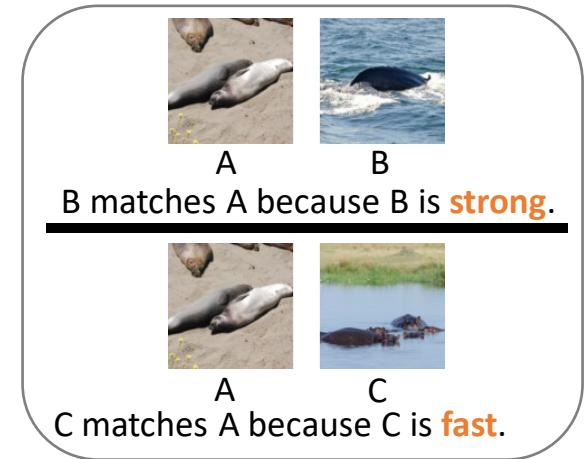 A B
B matches A because B is strong.
A C
C matches A because C is fast.